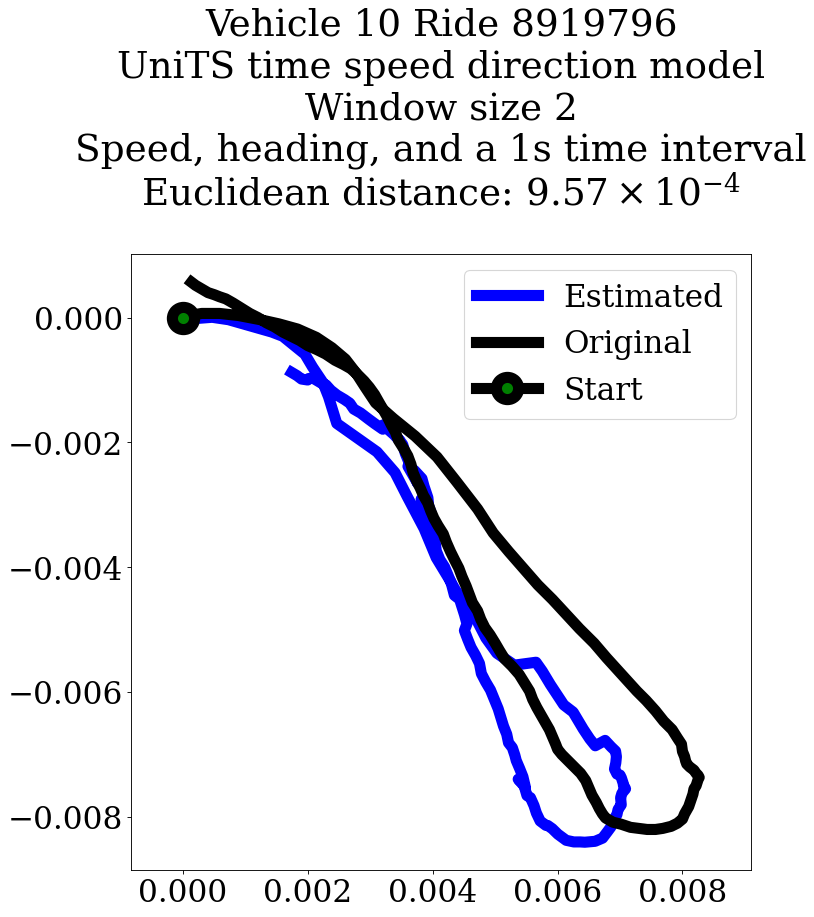 Vehicle 10 Ride 8919796
UniTS time speed direction model
Window size 2
Speed, heading, and a 1s time interval
Euclidean distance: 9.57 × 10⁻⁴
Estimated
Original
Start
0.000
−0.002
−0.004
−0.006
−0.008
0.000 0.002 0.004 0.006 0.008